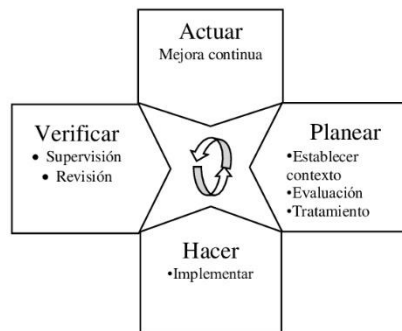 Actuar
Mejora continua
Verificar
• Supervisión
• Revisión
Planear
•Establecer
contexto
•Evaluación
•Tratamiento
Hacer
•Implementar